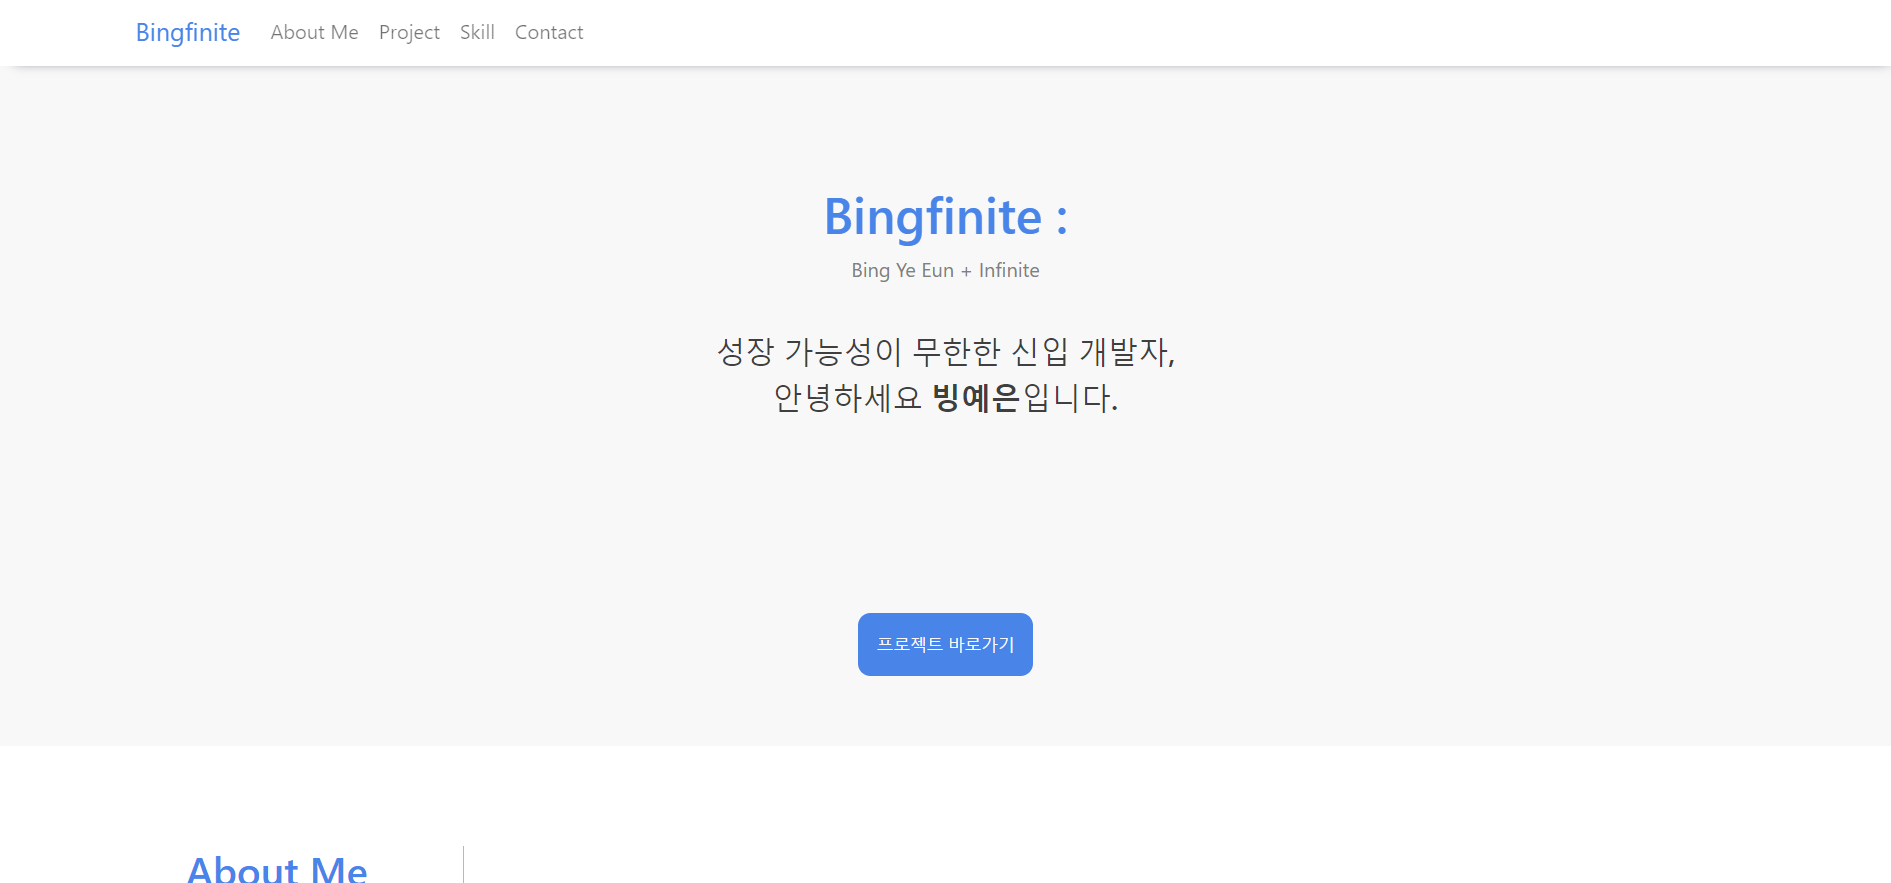 Bingfinite About Me Project Skill Contact
Bingfinite :
Bing Ye Eun + Infinite
성장 가능성이 무한한 신입 개발자,
안녕하세요 빙예은입니다.
프로젝트 바로가기
About Me